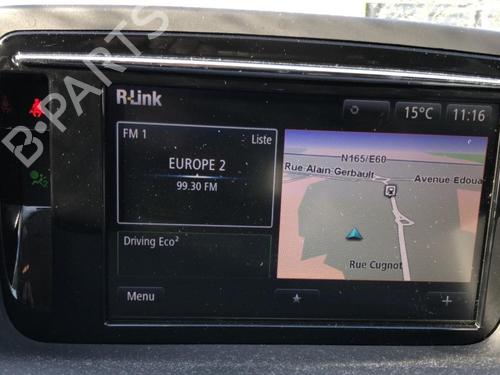 B-PARTS
R-Link
15°C
11:16
FM 1
Liste
EUROPE 2
99.30 FM
N165/E60
Rue Alain Gerbault
Avenue Edoua
Rue Cugnot
Driving Eco²
Menu